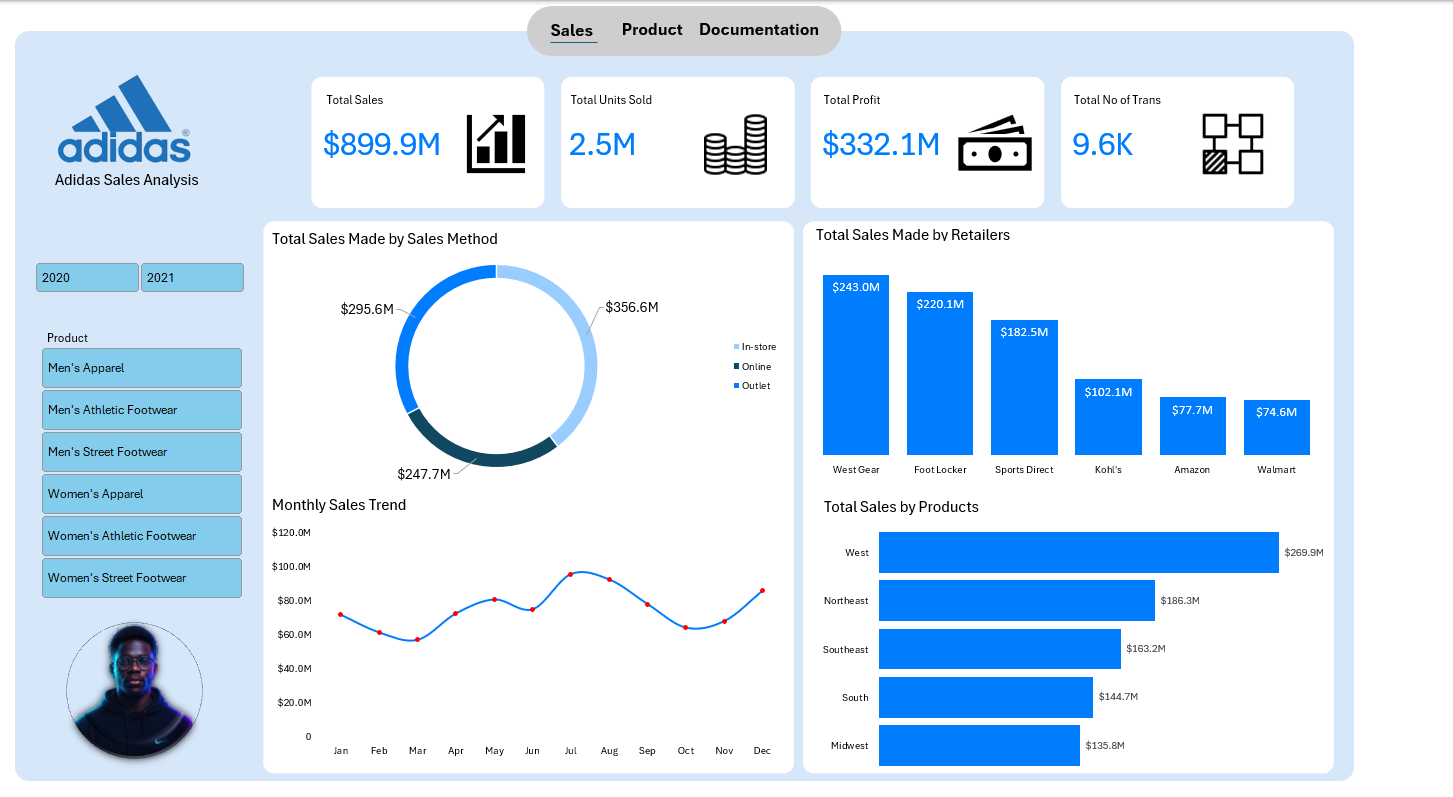 Sales Product Documentation
adidas®
Adidas Sales Analysis
Total Sales
$899.9M
Total Units Sold
2.5M
Total Profit
$332.1M
Total No of Trans
9.6K
2020 2021
Product
Men's Apparel
Men's Athletic Footwear
Men's Street Footwear
Women's Apparel
Women's Athletic Footwear
Women's Street Footwear
Total Sales Made by Sales Method
$295.6M
$356.6M
$247.7M
In-store
Online
Outlet
Monthly Sales Trend
$120.0M
$100.0M
$80.0M
$60.0M
$40.0M
$20.0M
0
Jan Feb Mar Apr May Jun Jul Aug Sep Oct Nov Dec
Total Sales Made by Retailers
$243.0M $220.1M $182.5M $102.1M $77.7M $74.6M
West Gear Foot Locker Sports Direct Kohl's Amazon Walmart
Total Sales by Products
West $269.9M
Northeast $186.3M
Southeast $163.2M
South $144.7M
Midwest $135.8M